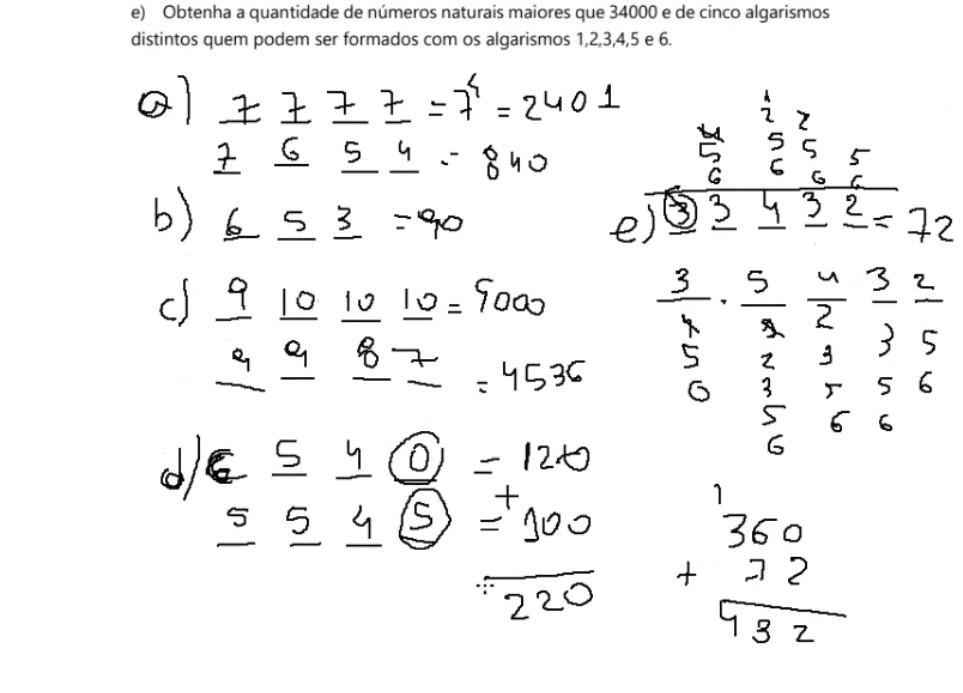 e) Obtenha a quantidade de números naturais maiores que 34000 e de cinco algarismos
distintos quem podem ser formados com os algarismos 1,2,3,4,5 e 6.
a) 7 7 7 7 = 7⁴ = 2401
7 6 5 4 = 840
b) 6 5 3 = 90
c) 9 10 10 10 = 9000
9 9 8 7 = 4536
d) 6 5 4 0 = 120
+
5 5 4 5 = 100
220
4 1 2
5 2 5 5
6 5 6 6
6
e) 3 3 4 3 2 = 72
3 . 5 4 3 2
4 1 2 3 5
5 2 3 5 6
6 3 5 6
5 6
6
1
360
+ 72
432